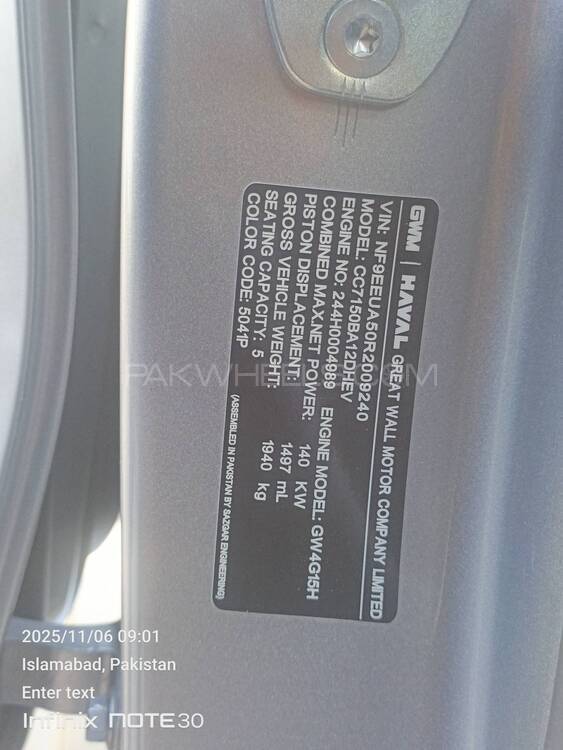 GWM | HAVAL GREAT WALL MOTOR COMPANY LIMITED
VIN: NF9EEUA50R2009240
MODEL: CC7150BA12DHEV
ENGINE NO: 244H0004989 ENGINE MODEL: GW4G15H
COMBINED MAX.NET POWER: 140 KW
PISTON DISPLACEMENT: 1497 mL
GROSS VEHICLE WEIGHT: 1940 kg
SEATING CAPACITY: 5
COLOR CODE: 5041P
(ASSEMBLED IN PAKISTAN BY SAZGAR ENGINEERING)
PAKWHEELS.COM
2025/11/06 09:01
Islamabad, Pakistan
Enter text
Infinix NOTE30